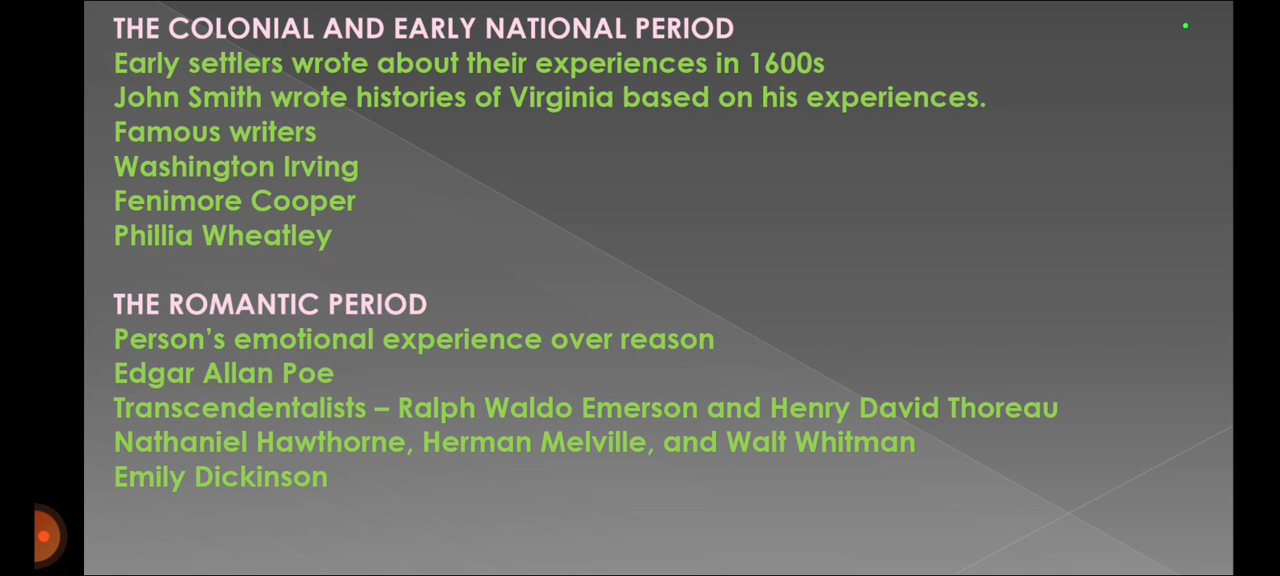 THE COLONIAL AND EARLY NATIONAL PERIOD
Early settlers wrote about their experiences in 1600s
John Smith wrote histories of Virginia based on his experiences.
Famous writers
Washington Irving
Fenimore Cooper
Phillia Wheatley
THE ROMANTIC PERIOD
Person’s emotional experience over reason
Edgar Allan Poe
Transcendentalists – Ralph Waldo Emerson and Henry David Thoreau
Nathaniel Hawthorne, Herman Melville, and Walt Whitman
Emily Dickinson